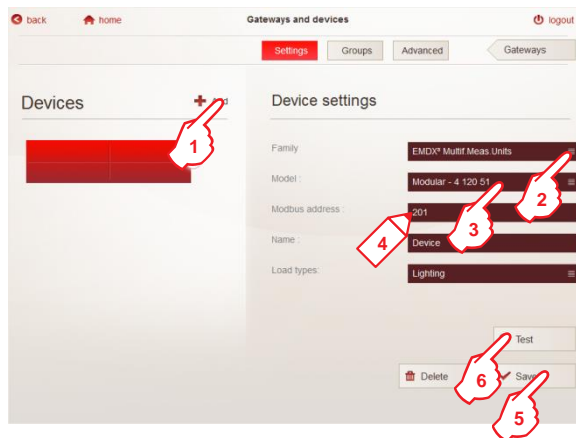 back home Gateways and devices logout
Settings Groups Advanced Gateways
Devices Add Device settings
1
Family EMDX³ Multif Meas.Units
2
Model : Modular - 4 120 51
3
Modbus address : 201
4
Name : Device
Load types: Lighting
Test
6
Delete Save
5